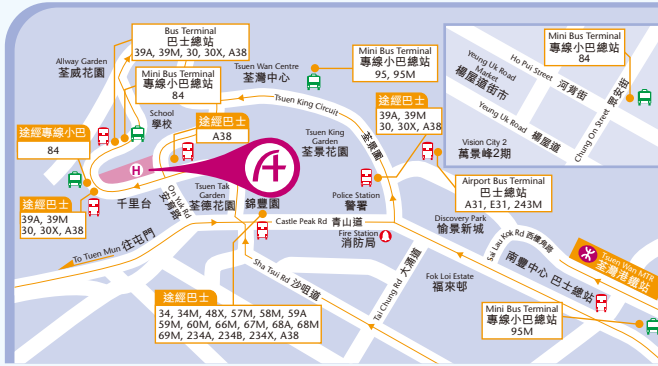 Bus Terminal
巴士總站
39A, 39M, 30, 30X, A38
Allway Garden
荃威花園
Mini Bus Terminal
專線小巴總站
84
School
學校
途經專線小巴
84
途經巴士
A38
H
途經巴士
39A, 39M
30, 30X, A38
千里台
On Yuk Rd
安育路
Tsuen Wan Centre
荃灣中心
Mini Bus Terminal
專線小巴總站
95, 95M
Tsuen King Circuit
荃景圍
Tsuen King
Garden
荃景花園
途經巴士
39A, 39M
30, 30X, A38
Tsuen Tak
Garden
荃德花園
錦豐園
Police Station
警署
Castle Peak Rd 青山道
Fire Station
消防局
To Tuen Mun 往屯門
Sha Tsui Rd 沙咀道
Tai Chung Rd 大涌道
途經巴士
34, 34M, 48X, 57M, 58M, 59A
59M, 60M, 66M, 67M, 68A, 68M
69M, 234A, 234B, 234X, A38
Mini Bus Terminal
專線小巴總站
84
Yeung Uk Road
Market
楊屋道街市
Ho Pui Street 河背街
Yeung Uk Road 楊屋道
Chung On Street 眾安街
Vision City 2
萬景峰2期
Airport Bus Terminal
巴士總站
A31, E31, 243M
Discovery Park
愉景新城
Sai Lau Kok Rd 西樓角路
Tsuen Wan MTR
荃灣港鐵站
南豐中心 巴士總站
Fok Loi Estate
福來邨
Mini Bus Terminal
專線小巴總站
95M